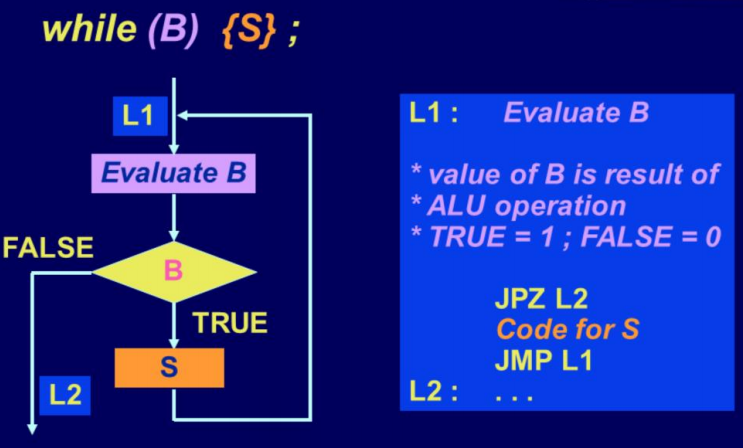 while (B) {S} ;
L1
Evaluate B
FALSE
B
TRUE
S
L2
L1 : Evaluate B
* value of B is result of
* ALU operation
* TRUE = 1 ; FALSE = 0
JPZ L2
Code for S
JMP L1
L2 : . . .